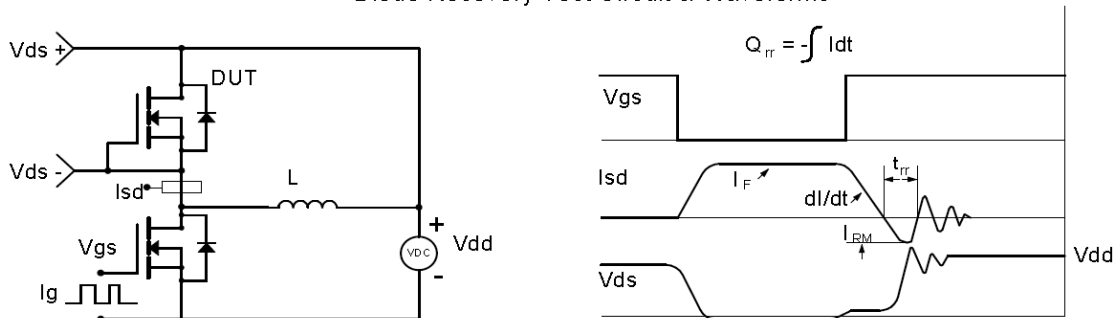 Diode Recovery Test Circuit & Waveforms
Vds +
DUT
Vds -
Isd
L
Vgs
Ig
VDC
+
-
Vdd
Q rr = - ∫ Idt
Vgs
Isd
I F
dI/dt
t rr
I RM
Vdd
Vds